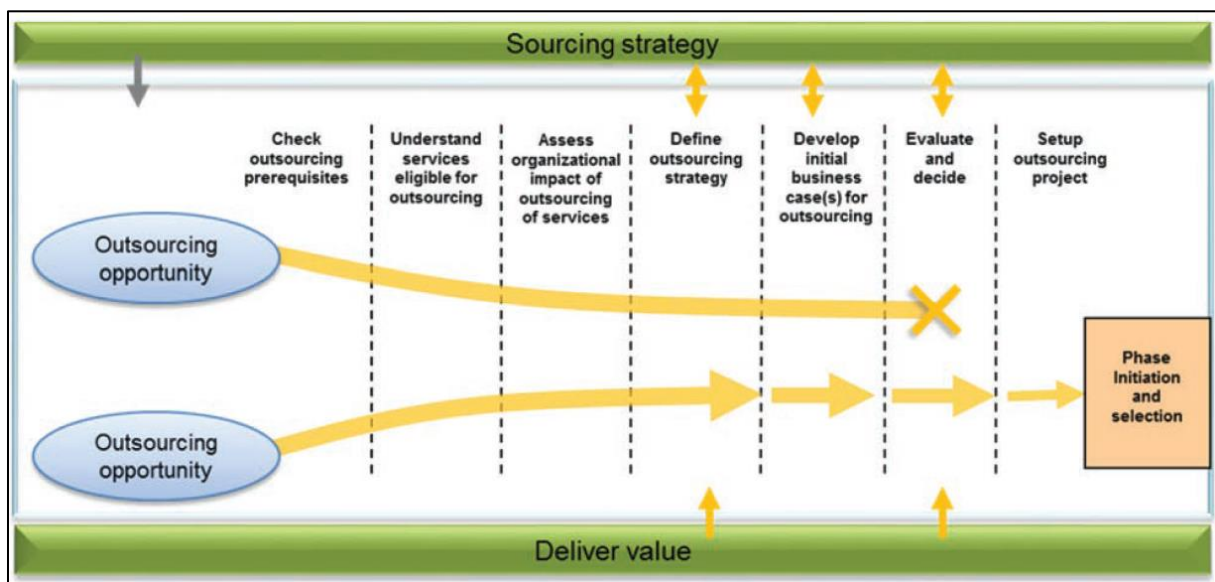 Sourcing strategy
Check
outsourcing
prerequisites
Understand
services
eligible for
outsourcing
Assess
organizational
impact of
outsourcing
of services
Define
outsourcing
strategy
Develop
initial
business
case(s) for
outsourcing
Evaluate
and
decide
Setup
outsourcing
project
Outsourcing
opportunity
Outsourcing
opportunity
Phase
Initiation
and
selection
Deliver value